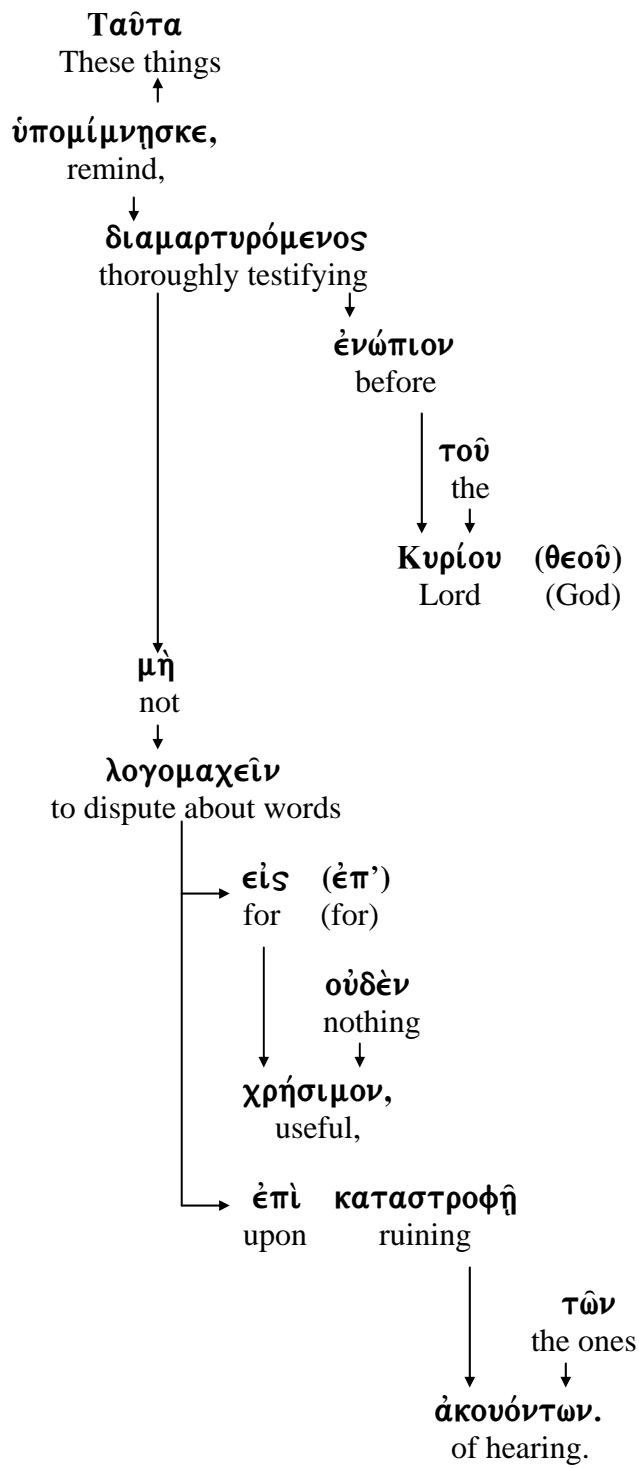 Ταῦτα
These things
ὑπομίμνῃσκε,
remind,
διαμαρτυρόμενος
thoroughly testifying
ἐνώπιον
before
τοῦ
the
Κυρίου (θεοῦ)
Lord (God)
μὴ
not
λογομαχεῖν
to dispute about words
εἰς (ἐπ’)
for (for)
οὐδὲν
nothing
χρήσιμον,
useful,
ἐπὶ καταστροφῇ
upon ruining
τῶν
the ones
ἀκουόντων.
of hearing.